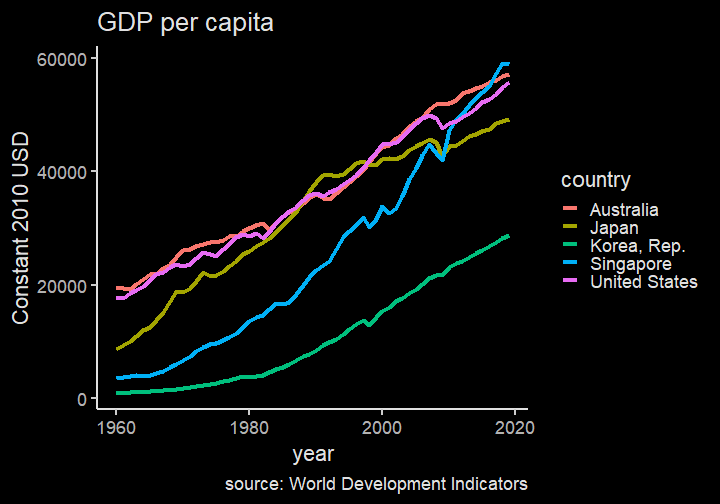 GDP per capita
Constant 2010 USD
60000
40000
20000
0
1960
1980
2000
2020
year
source: World Development Indicators
country
Australia
Japan
Korea, Rep.
Singapore
United States